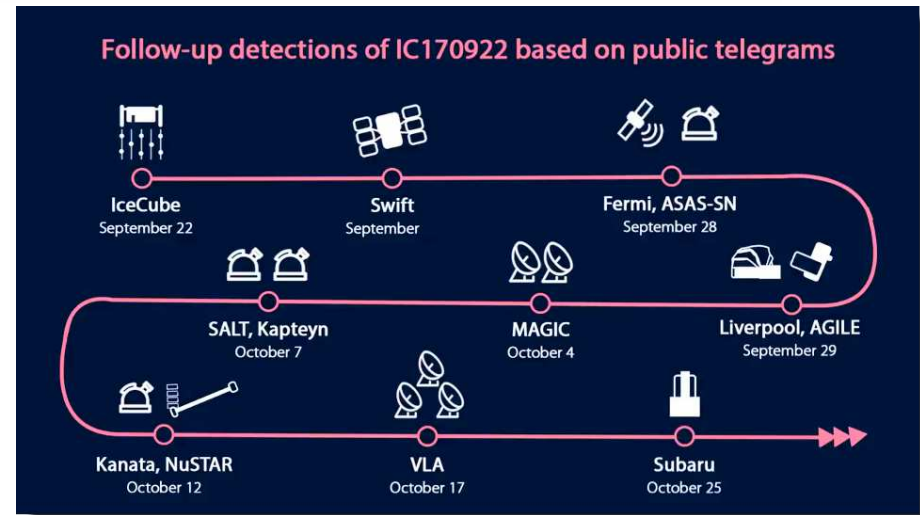 Follow-up detections of IC170922 based on public telegrams
IceCube
September 22
Swift
September
Fermi, ASAS-SN
September 28
Liverpool, AGILE
September 29
MAGIC
October 4
SALT, Kapteyn
October 7
Kanata, NuSTAR
October 12
VLA
October 17
Subaru
October 25